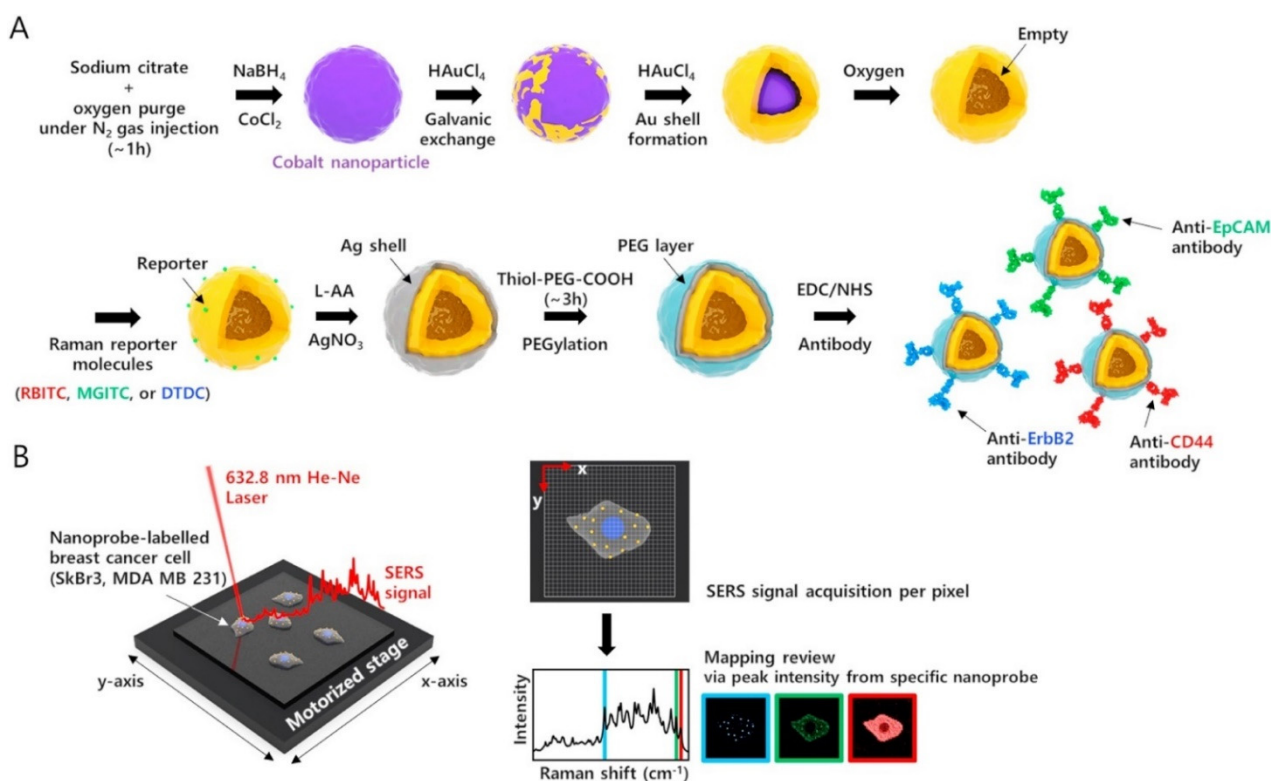 A
Sodium citrate
+
oxygen purge
under N₂ gas injection
(~1h)
NaBH₄
CoCl₂
Cobalt nanoparticle
HAuCl₄
Galvanic
exchange
HAuCl₄
Au shell
formation
Oxygen
Empty
Raman reporter
molecules
(RBITC, MGITC, or DTDC)
Reporter
L-AA
AgNO₃
Ag shell
Thiol-PEG-COOH
(~3h)
PEGylation
PEG layer
EDC/NHS
Antibody
Anti-EpCAM
antibody
Anti-ErbB2
antibody
Anti-CD44
antibody
B
632.8 nm He-Ne
Laser
Nanoprobe-labelled
breast cancer cell
(SkBr3, MDA MB 231)
SERS
signal
y-axis
Motorized stage
x-axis
x
y
SERS signal acquisition per pixel
Mapping review
via peak intensity from specific nanoprobe
Intensity
Raman shift (cm⁻¹)